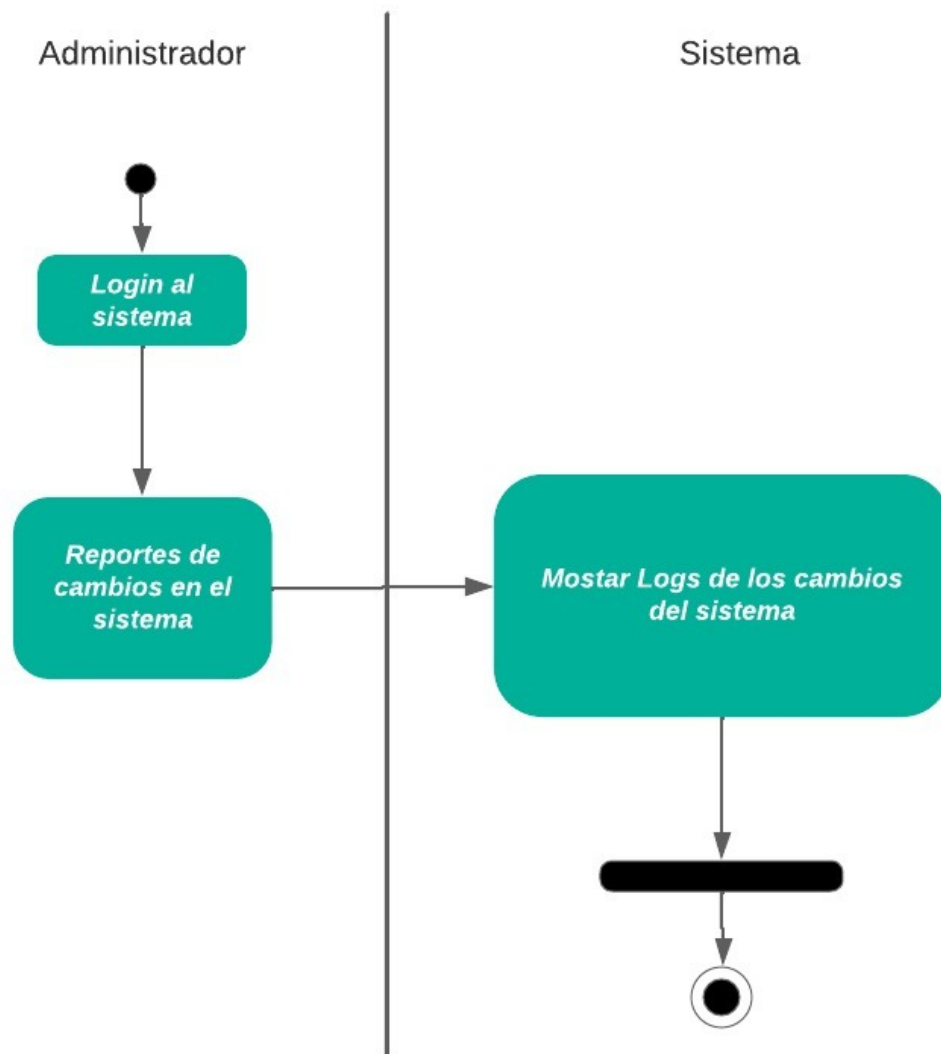 Administrador
Sistema
Login al
sistema
Reportes de
cambios en el
sistema
Mostar Logs de los cambios
del sistema